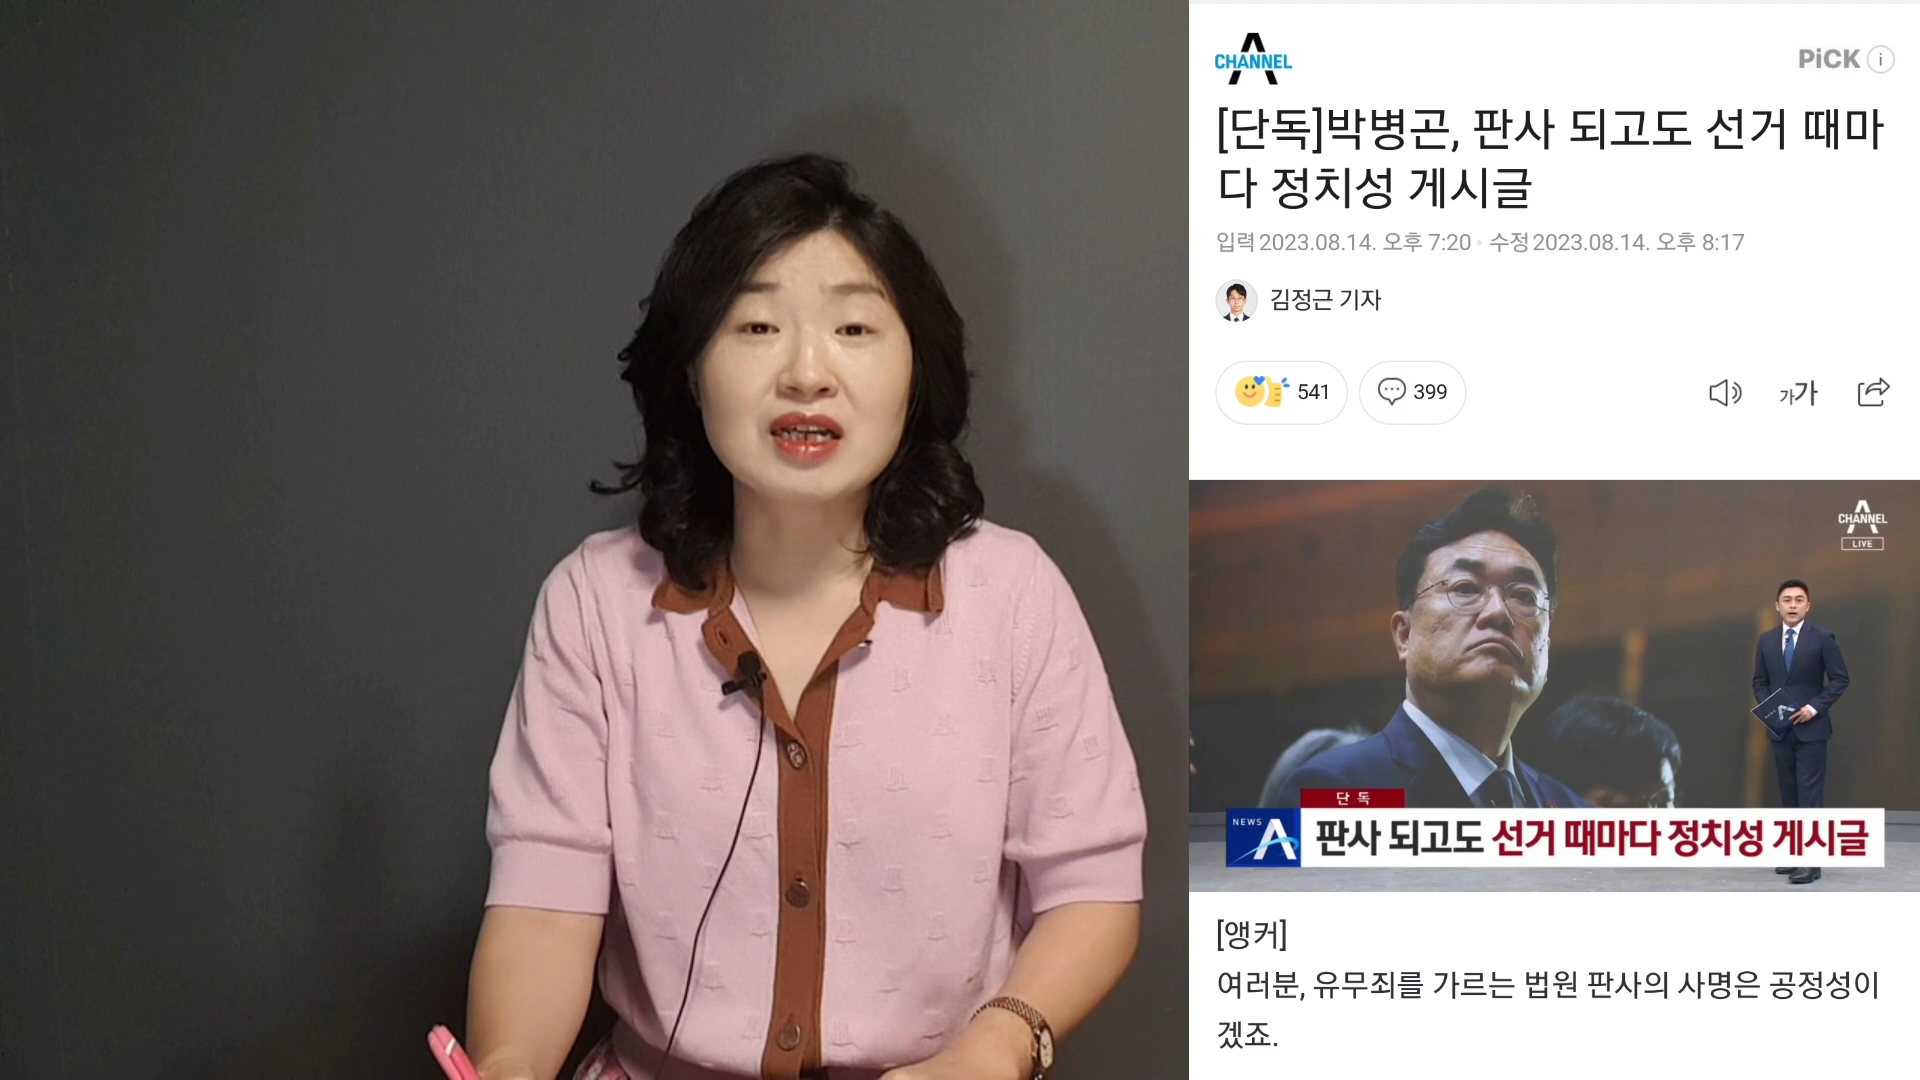 CHANNEL A
PiCK i
[단독]박병곤, 판사 되고도 선거 때마
다 정치성 게시글
입력 2023.08.14. 오후 7:20 · 수정 2023.08.14. 오후 8:17
김정근 기자
541
399
가가
CHANNEL A
LIVE
단독
NEWS A
판사 되고도 선거 때마다 정치성 게시글
NEWS A
[앵커]
여러분, 유무죄를 가르는 법원 판사의 사명은 공정성이
겠죠.